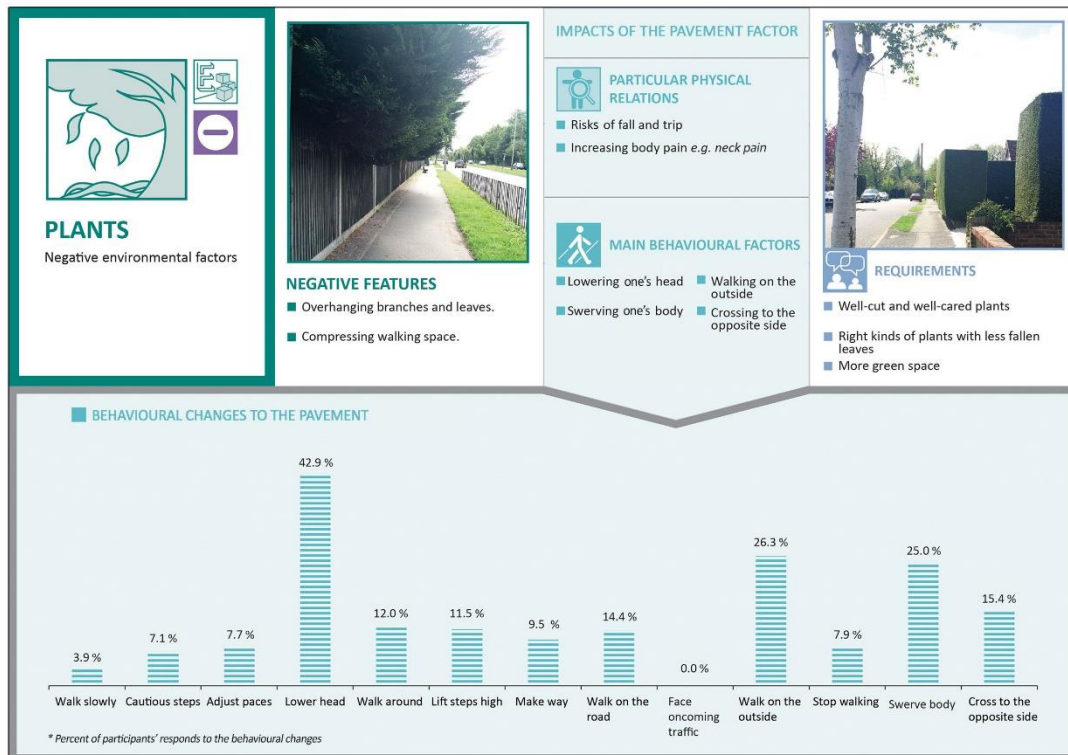 PLANTS
Negative environmental factors
NEGATIVE FEATURES
Overhanging branches and leaves.
Compressing walking space.
IMPACTS OF THE PAVEMENT FACTOR
PARTICULAR PHYSICAL
RELATIONS
Risks of fall and trip
Increasing body pain e.g. neck pain
MAIN BEHAVIOURAL FACTORS
Lowering one's head
Swerving one's body
Walking on the
outside
Crossing to the
opposite side
REQUIREMENTS
Well-cut and well-cared plants
Right kinds of plants with less fallen
leaves
More green space
BEHAVIOURAL CHANGES TO THE PAVEMENT
3.9 %
7.1 %
7.7 %
42.9 %
12.0 %
11.5 %
9.5 %
14.4 %
0.0 %
26.3 %
7.9 %
25.0 %
15.4 %
Walk slowly
Cautious steps
Adjust paces
Lower head
Walk around
Lift steps high
Make way
Walk on the
road
Face
oncoming
traffic
Walk on the
outside
Stop walking
Swerve body
Cross to the
opposite side
* Percent of participants' responds to the behavioural changes